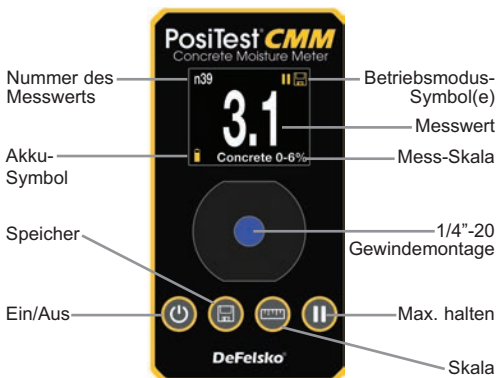 PosiTest CMM
Concrete Moisture Meter
Nummer des
Messwerts
n39
Betriebsmodus-
Symbol(e)
3.1
Messwert
Akku-
Symbol
Concrete 0-6%
Mess-Skala
Speicher
1/4”-20
Gewindemontage
Ein/Aus
Max. halten
DeFelsko
Skala